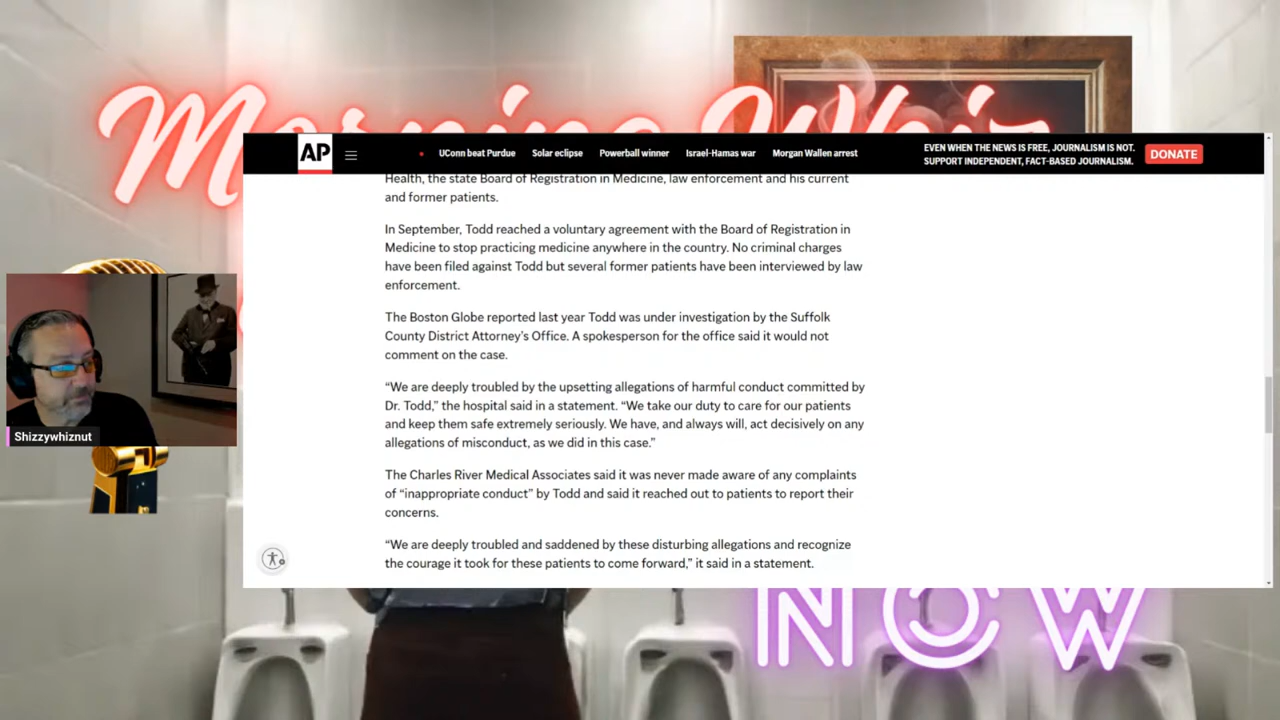 Morning Whiz
AP
UConn beat Purdue
Solar eclipse
Powerball winner
Israel-Hamas war
Morgan Wallen arrest
EVEN WHEN THE NEWS IS FREE, JOURNALISM IS NOT.
SUPPORT INDEPENDENT, FACT-BASED JOURNALISM.
DONATE
Health, the state Board of Registration in Medicine, law enforcement and his current
and former patients.
In September, Todd reached a voluntary agreement with the Board of Registration in
Medicine to stop practicing medicine anywhere in the country. No criminal charges
have been filed against Todd but several former patients have been interviewed by law
enforcement.
The Boston Globe reported last year Todd was under investigation by the Suffolk
County District Attorney’s Office. A spokesperson for the office said it would not
comment on the case.
“We are deeply troubled by the upsetting allegations of harmful conduct committed by
Dr. Todd,” the hospital said in a statement. “We take our duty to care for our patients
and keep them safe extremely seriously. We have, and always will, act decisively on any
allegations of misconduct, as we did in this case.”
The Charles River Medical Associates said it was never made aware of any complaints
of “inappropriate conduct” by Todd and said it reached out to patients to report their
concerns.
“We are deeply troubled and saddened by these disturbing allegations and recognize
the courage it took for these patients to come forward,” it said in a statement.
Shizzywhiznut
NOW